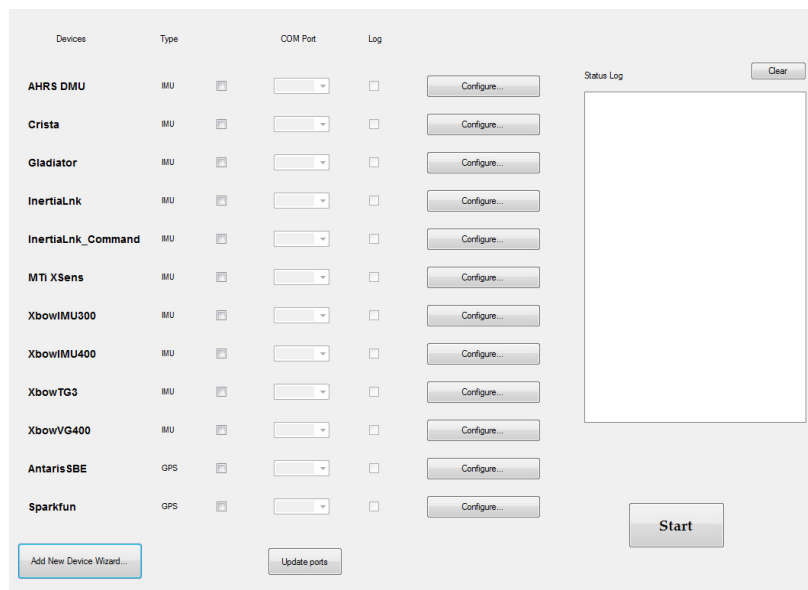 Devices Type COM Port Log
Status Log Clear
AHRS DMU IMU Configure...
Crista IMU Configure...
Gladiator IMU Configure...
InertiaLnk IMU Configure...
InertiaLnk_Command IMU Configure...
MTi XSens IMU Configure...
XbowIMU300 IMU Configure...
XbowIMU400 IMU Configure...
XbowTG3 IMU Configure...
XbowVG400 IMU Configure...
AntarisSBE GPS Configure...
Sparkfun GPS Configure...
Start
Add New Device Wizard... Update ports